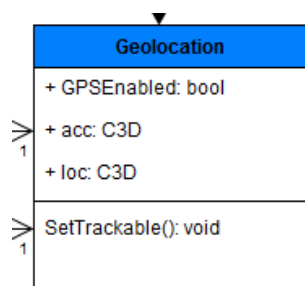 Geolocation
+ GPSEnabled: bool
+ acc: C3D
1
+ loc: C3D
SetTrackable(): void
1